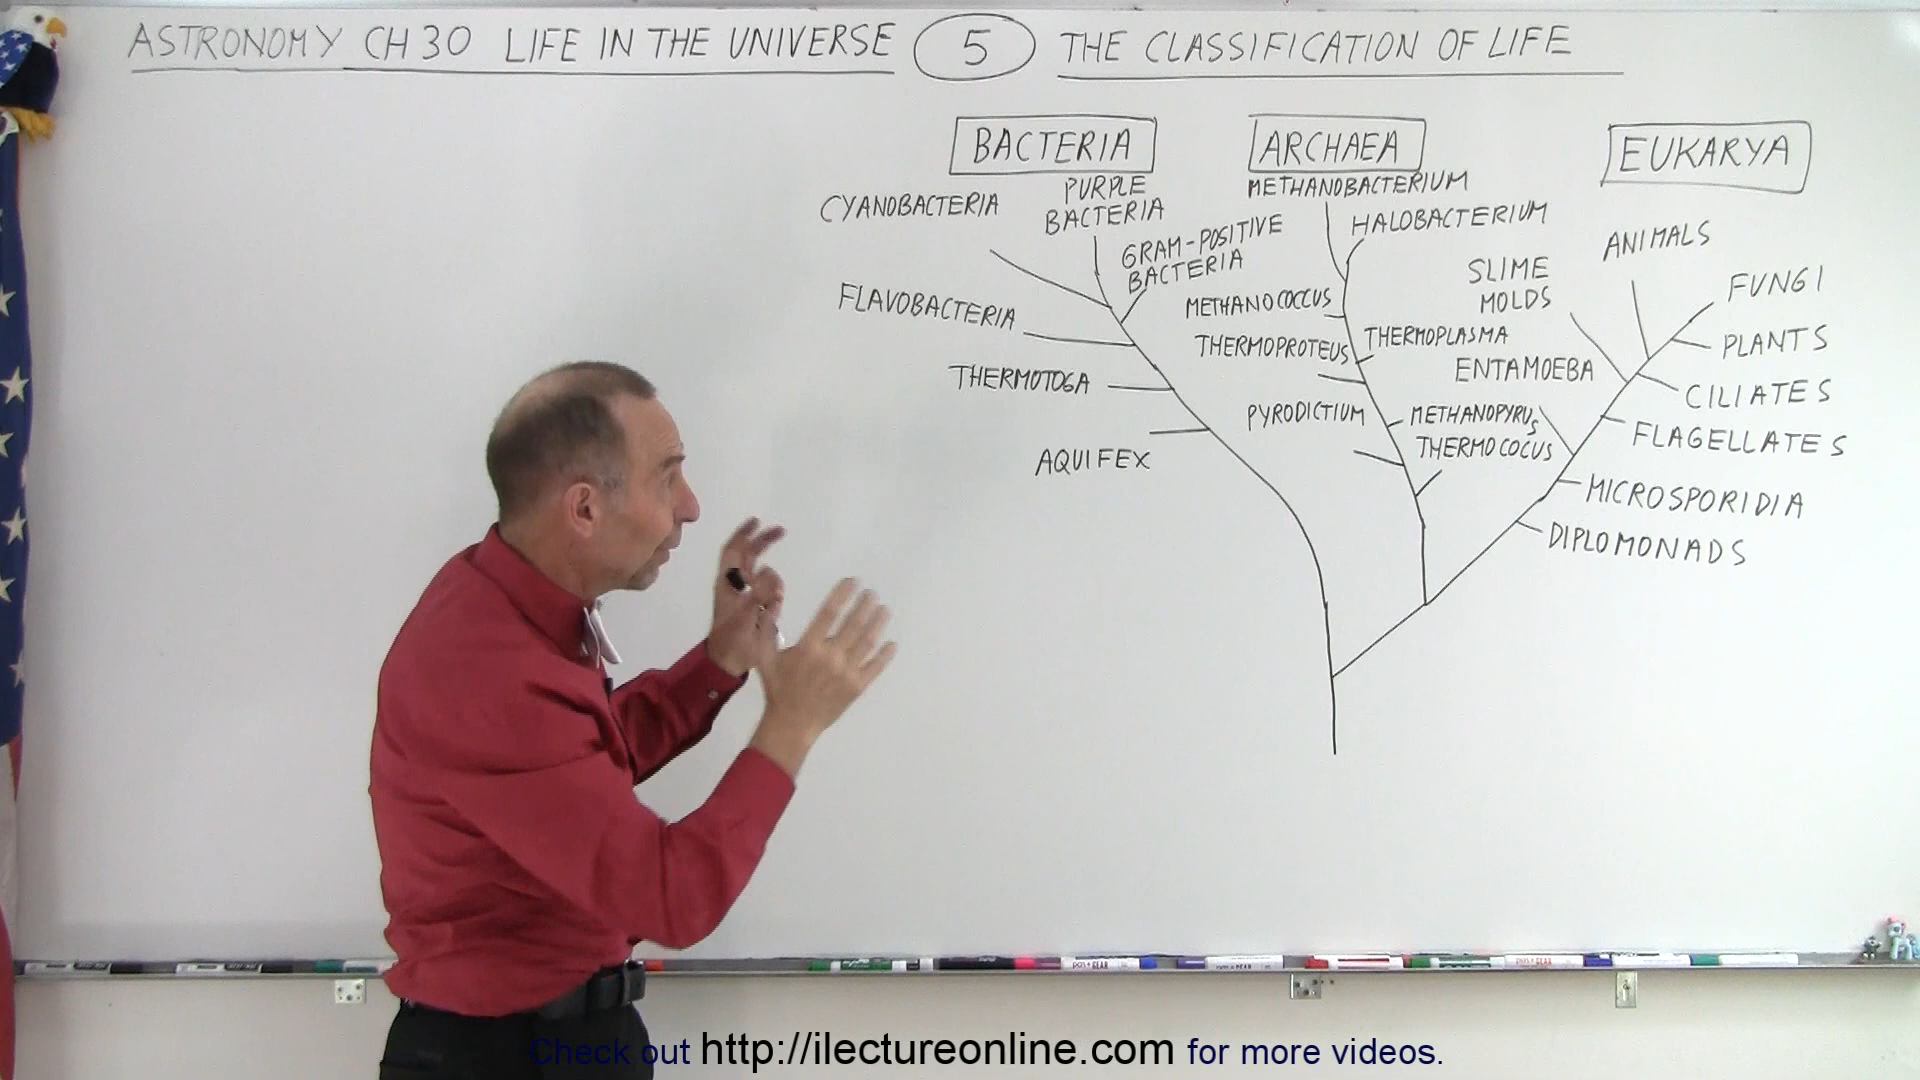 ASTRONOMY CH 30 LIFE IN THE UNIVERSE 5 THE CLASSIFICATION OF LIFE
BACTERIA
CYANOBACTERIA
PURPLE
BACTERIA
GRAM-POSITIVE
BACTERIA
FLAVOBACTERIA
THERMOTOGA
AQUIFEX
ARCHAEA
METHANOBACTERIUM
HALOBACTERIUM
METHANOCOCCUS
THERMOPROTEUS
THERMOPLASMA
PYRODICTIUM
METHANOPYRUS
THERMOCOCUS
EUKARYA
ANIMALS
SLIME
MOLDS
FUNGI
PLANTS
ENTAMOEBA
CILIATES
FLAGELLATES
MICROSPORIDIA
DIPLOMONADS
Check out http://ilectureonline.com for more videos.